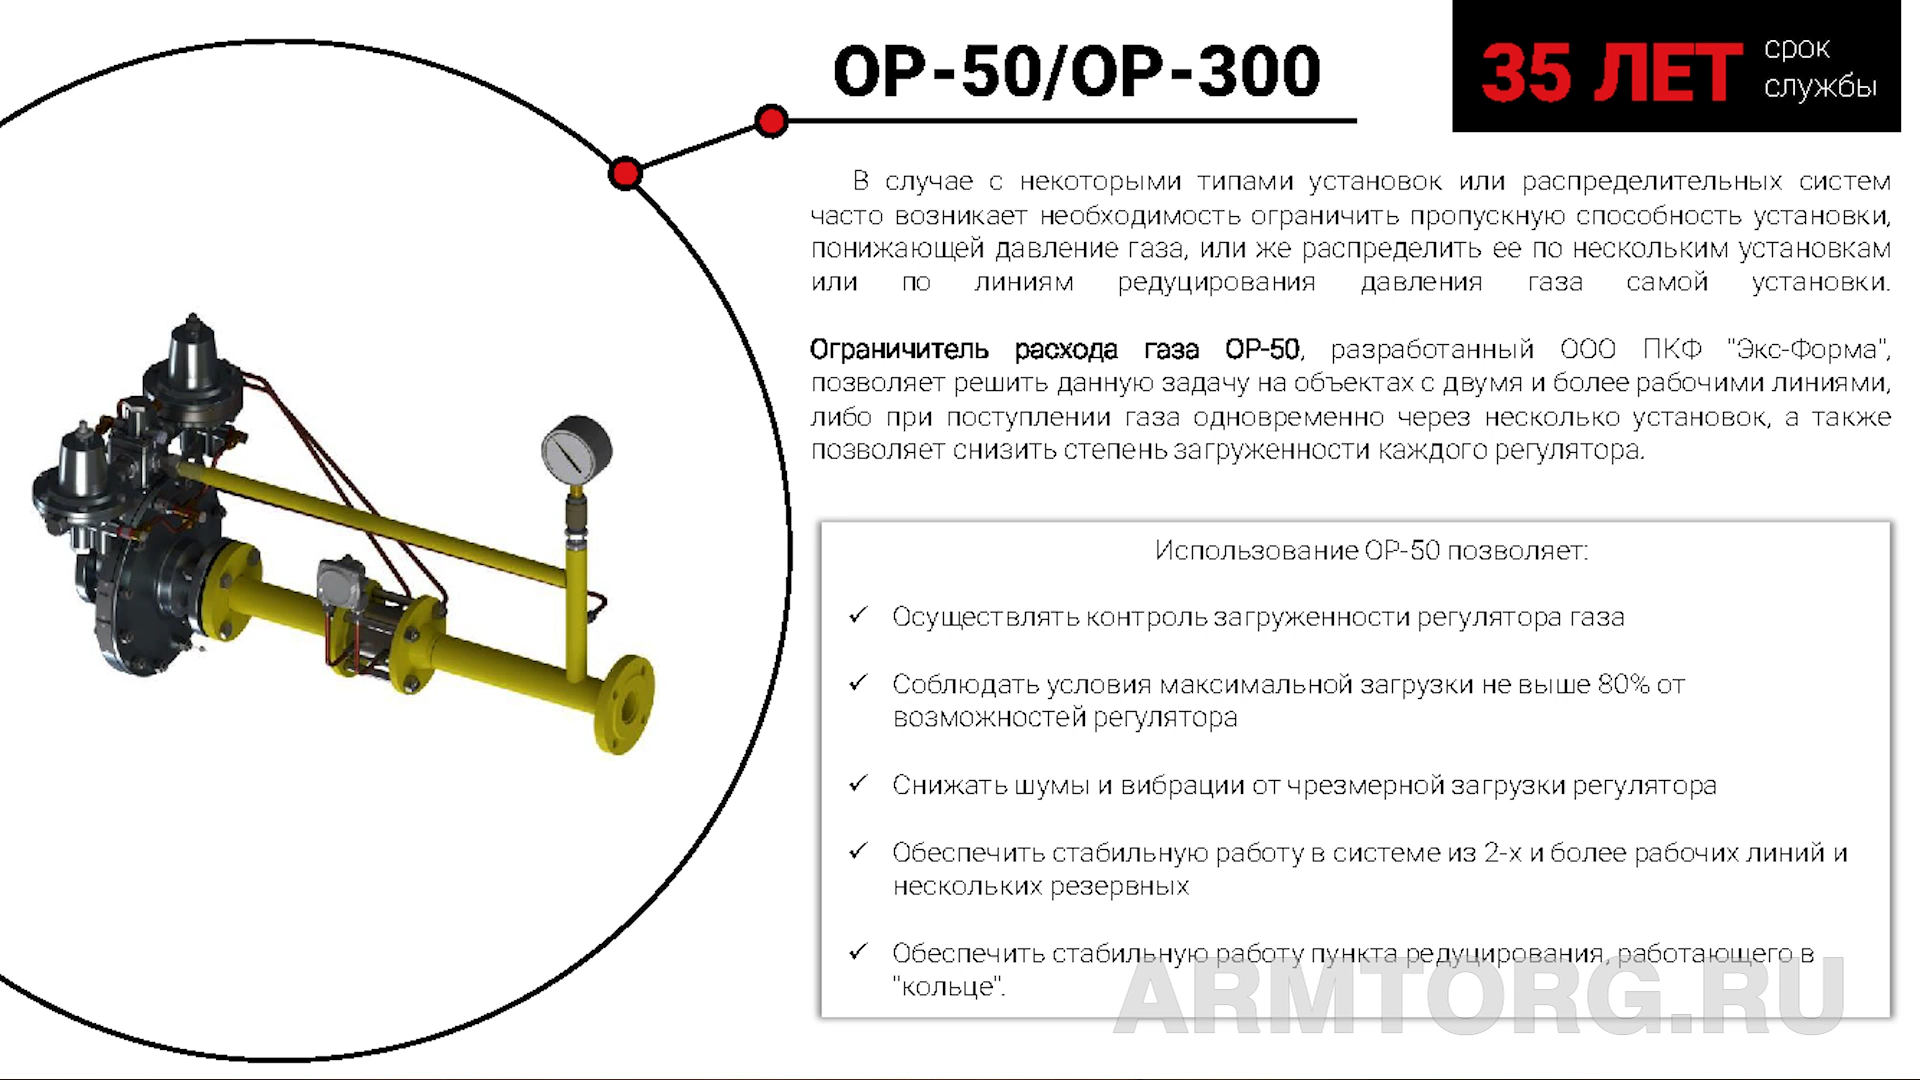 ОР-50/ОР-300
35 ЛЕТ
срок
службы
В случае с некоторыми типами установок или распределительных систем
часто возникает необходимость ограничить пропускную способность установки,
понижающей давление газа, или же распределить ее по нескольким установкам
или по линиям редуцирования давления газа самой установки.
Ограничитель расхода газа ОР-50, разработанный ООО ПКФ "Экс-Форма",
позволяет решить данную задачу на объектах с двумя и более рабочими линиями,
либо при поступлении газа одновременно через несколько установок, а также
позволяет снизить степень загруженности каждого регулятора.
Использование ОР-50 позволяет:
✓ Осуществлять контроль загруженности регулятора газа
✓ Соблюдать условия максимальной загрузки не выше 80% от
возможностей регулятора
✓ Снижать шумы и вибрации от чрезмерной загрузки регулятора
✓ Обеспечить стабильную работу в системе из 2-х и более рабочих линий и
нескольких резервных
✓ Обеспечить стабильную работу пункта редуцирования, работающего в
"кольце".
ARMTORG.RU